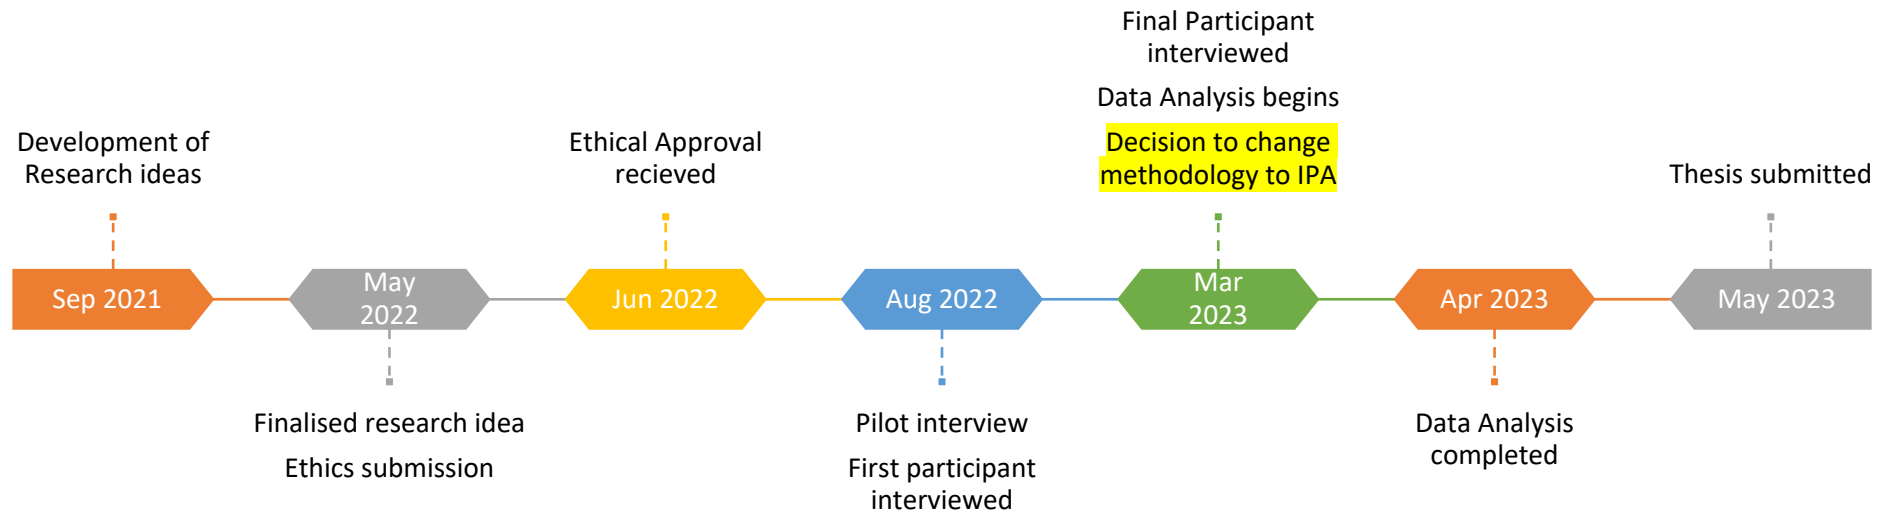 Development of
Research ideas
Sep 2021
May
2022
Finalised research idea
Ethics submission
Ethical Approval
recieved
Jun 2022
Aug 2022
Pilot interview
First participant
interviewed
Final Participant
interviewed
Data Analysis begins
Decision to change
methodology to IPA
Mar
2023
Apr 2023
Data Analysis
completed
Thesis submitted
May 2023